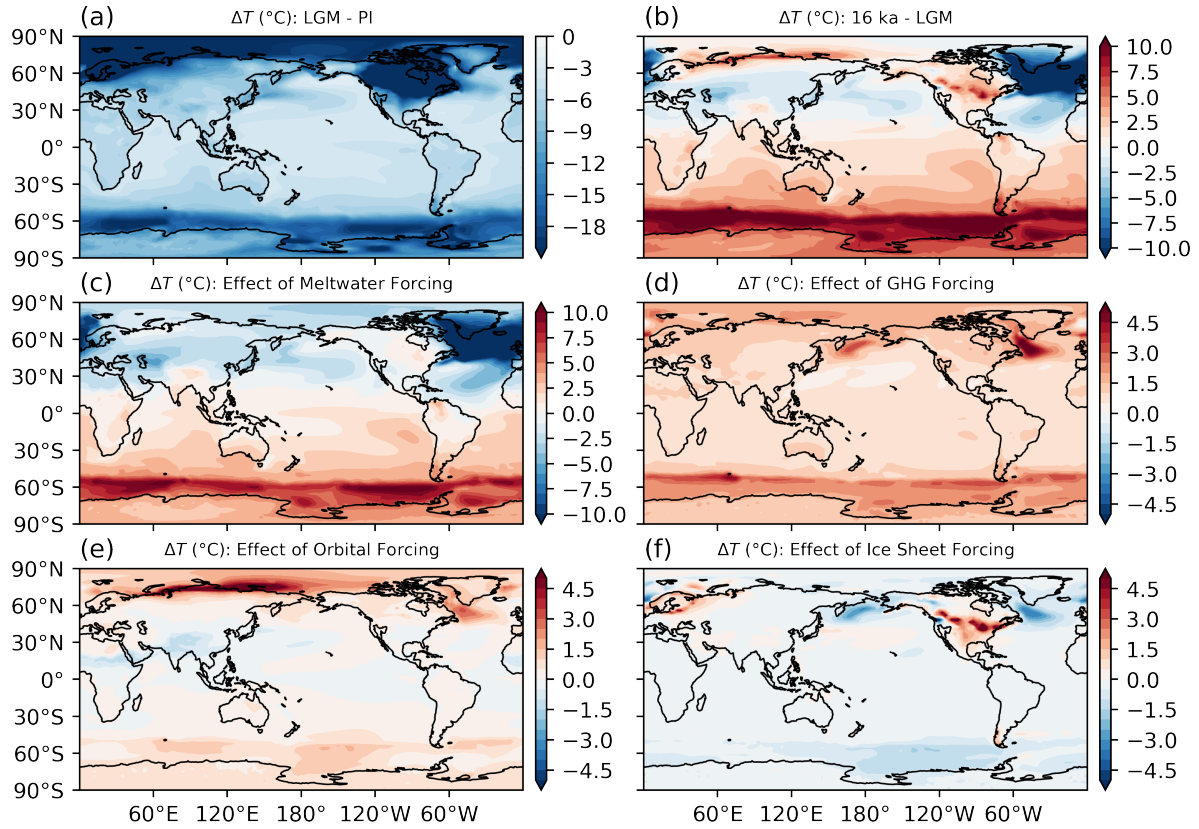 (a) ΔT (°C): LGM - PI
90°N
60°N
30°N
0°
30°S
60°S
90°S
0
−3
−6
−9
−12
−15
−18
(b) ΔT (°C): 16 ka - LGM
10.0
7.5
5.0
2.5
0.0
−2.5
−5.0
−7.5
−10.0
(c) ΔT (°C): Effect of Meltwater Forcing
90°N
60°N
30°N
0°
30°S
60°S
90°S
10.0
7.5
5.0
2.5
0.0
−2.5
−5.0
−7.5
−10.0
(d) ΔT (°C): Effect of GHG Forcing
4.5
3.0
1.5
0.0
−1.5
−3.0
−4.5
(e) ΔT (°C): Effect of Orbital Forcing
90°N
60°N
30°N
0°
30°S
60°S
90°S
60°E 120°E 180° 120°W 60°W
4.5
3.0
1.5
0.0
−1.5
−3.0
−4.5
(f) ΔT (°C): Effect of Ice Sheet Forcing
60°E 120°E 180° 120°W 60°W
4.5
3.0
1.5
0.0
−1.5
−3.0
−4.5